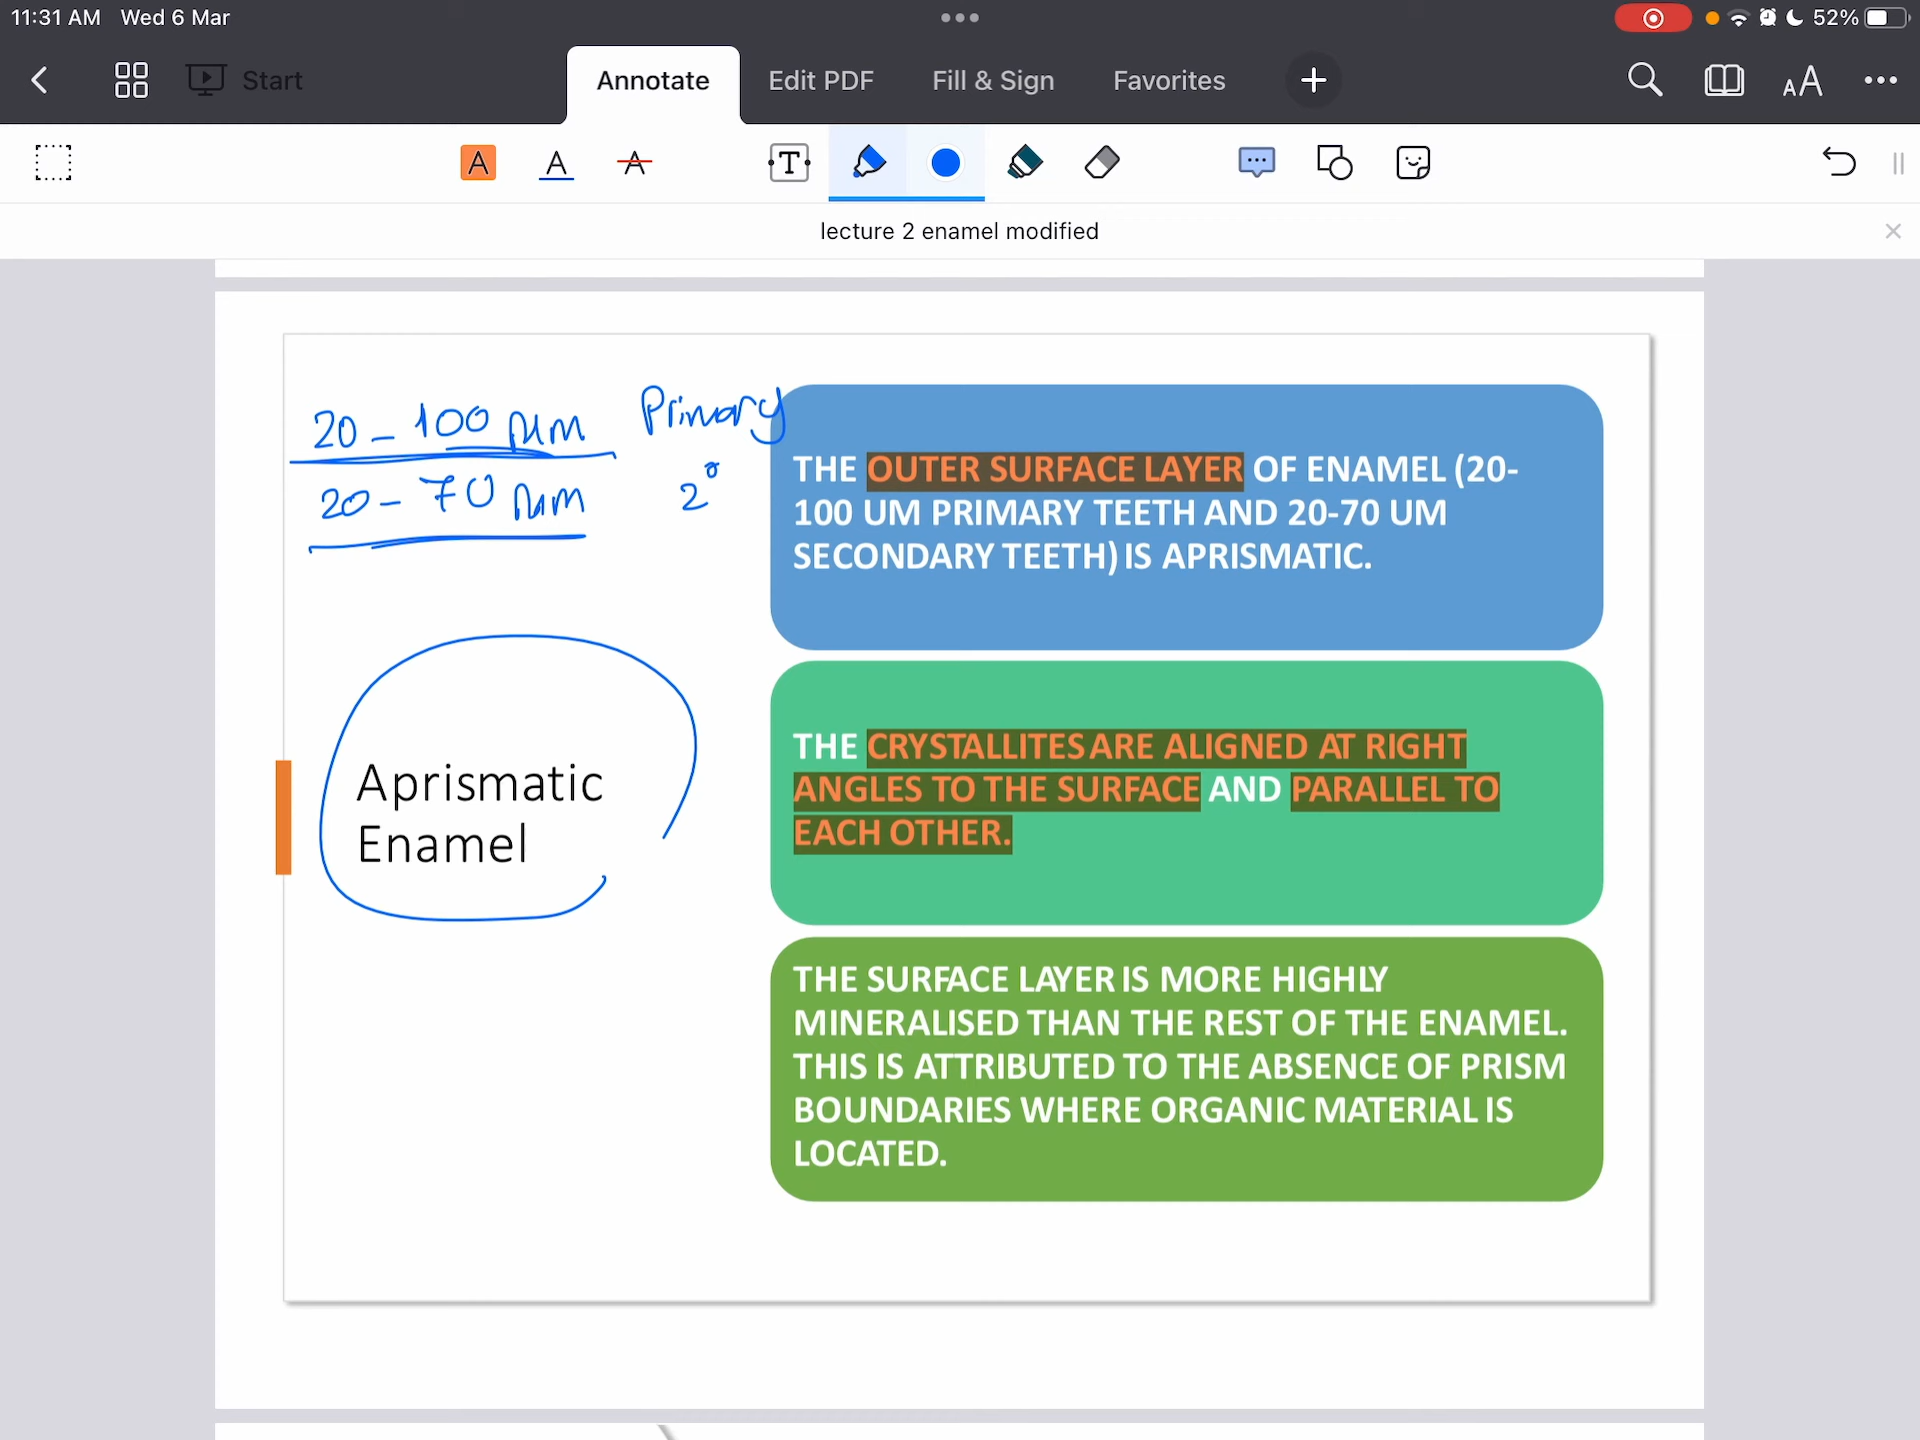 11:31 AM Wed 6 Mar
52%
Start
Annotate
Edit PDF
Fill & Sign
Favorites
AA
A A A
T
lecture 2 enamel modified
20 - 100 µm Primary
20 - 70 µm 2°
THE OUTER SURFACE LAYER OF ENAMEL (20-
100 UM PRIMARY TEETH AND 20-70 UM
SECONDARY TEETH) IS APRISMATIC.
Aprismatic
Enamel
THE CRYSTALLITES ARE ALIGNED AT RIGHT
ANGLES TO THE SURFACE AND PARALLEL TO
EACH OTHER.
THE SURFACE LAYER IS MORE HIGHLY
MINERALISED THAN THE REST OF THE ENAMEL.
THIS IS ATTRIBUTED TO THE ABSENCE OF PRISM
BOUNDARIES WHERE ORGANIC MATERIAL IS
LOCATED.